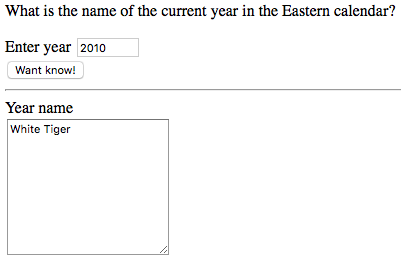 What is the name of the current year in the Eastern calendar?
Enter year 2010
Want know!
Year name
White Tiger